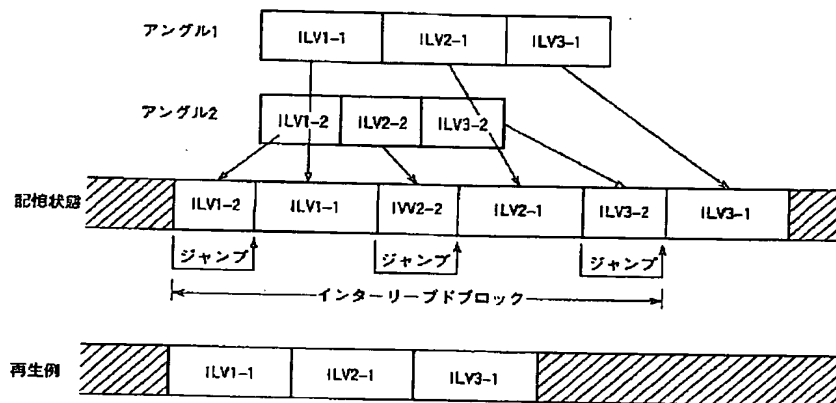 アングル1 ILV1-1 ILV2-1 ILV3-1
アングル2 ILV1-2 ILV2-2 ILV3-2
記憶状態 ILV1-2 ILV1-1 IVV2-2 ILV2-1 ILV3-2 ILV3-1
ジャンプ ジャンプ ジャンプ
インターリーブドブロック
再生例 ILV1-1 ILV2-1 ILV3-1